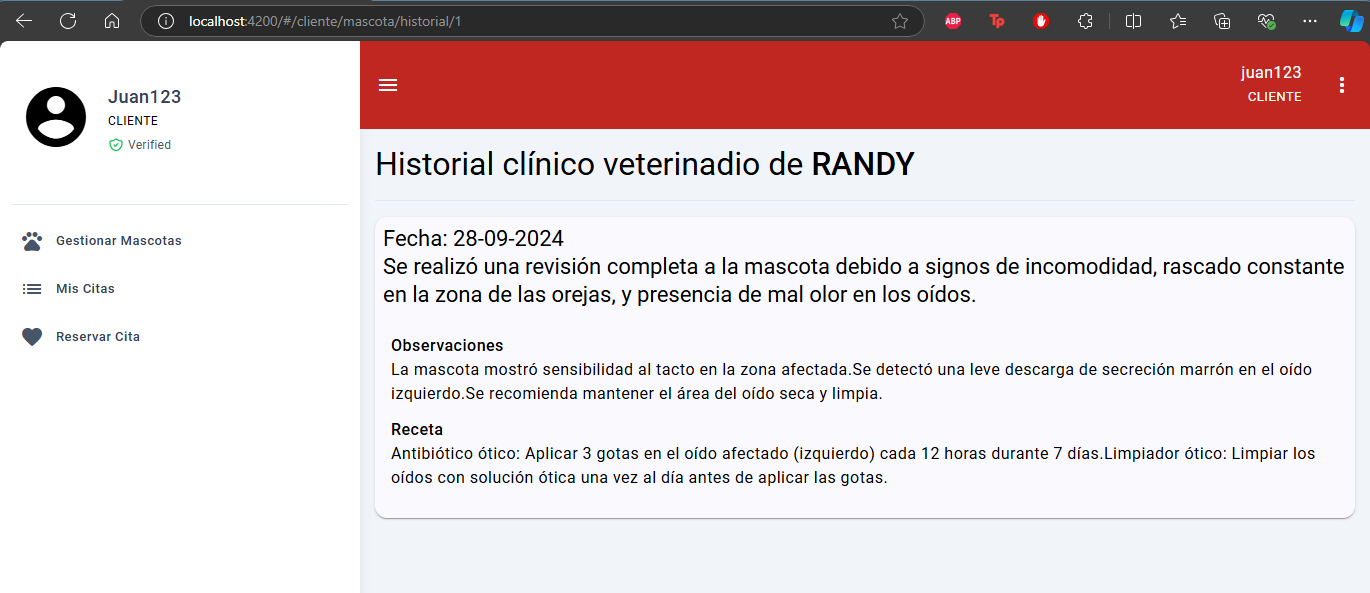 localhost:4200/#/cliente/mascota/historial/1
ABP
Tp
Juan123
CLIENTE
Verified
Gestionar Mascotas
Mis Citas
Reservar Cita
juan123
CLIENTE
Historial clínico veterinadio de RANDY
Fecha: 28-09-2024
Se realizó una revisión completa a la mascota debido a signos de incomodidad, rascado constante
en la zona de las orejas, y presencia de mal olor en los oídos.
Observaciones
La mascota mostró sensibilidad al tacto en la zona afectada.Se detectó una leve descarga de secreción marrón en el oído
izquierdo.Se recomienda mantener el área del oído seca y limpia.
Receta
Antibiótico ótico: Aplicar 3 gotas en el oído afectado (izquierdo) cada 12 horas durante 7 días.Limpiador ótico: Limpiar los
oídos con solución ótica una vez al día antes de aplicar las gotas.